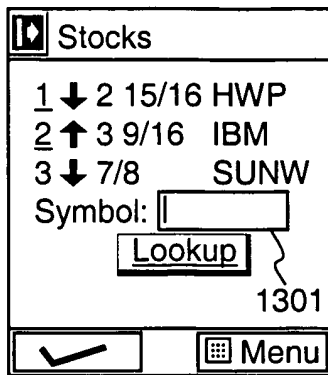 Stocks
1 ↓ 2 15/16 HWP
2 ↑ 3 9/16 IBM
3 ↓ 7/8 SUNW
Symbol:
Lookup
1301
Menu